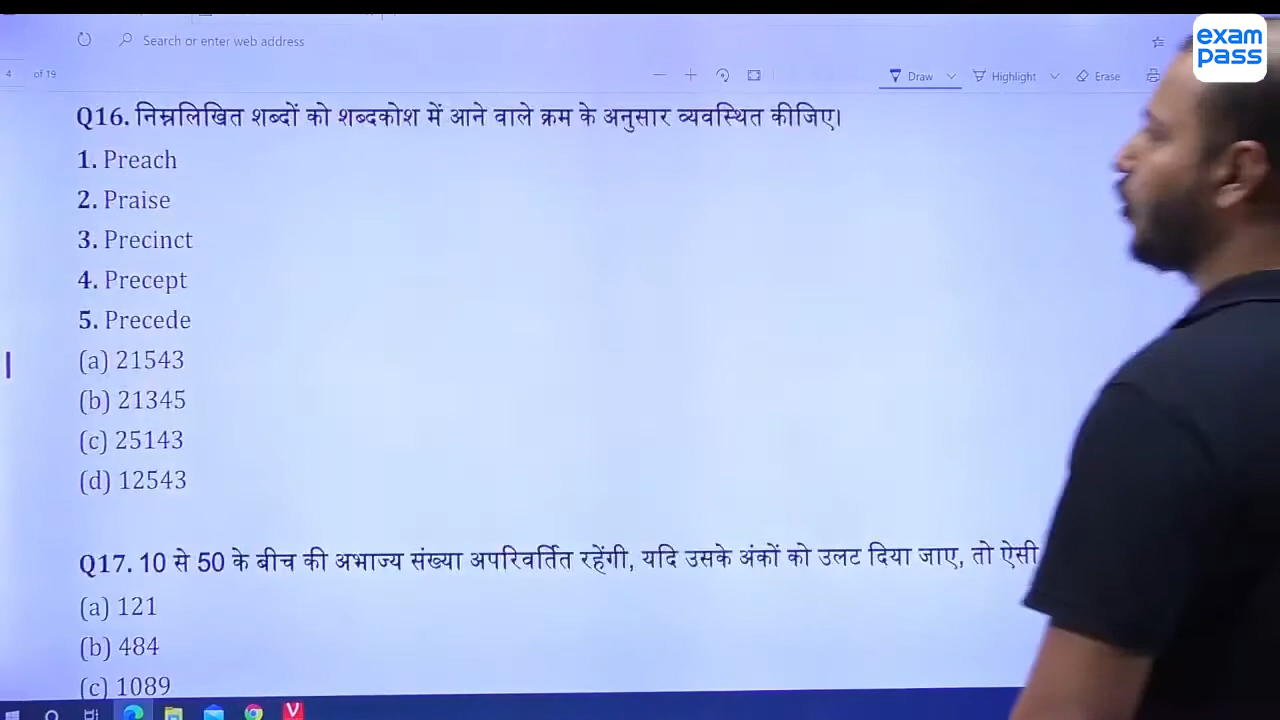 exam
pass
Search or enter web address
4 of 19
Draw
Highlight
Erase
Q16. निम्नलिखित शब्दों को शब्दकोश में आने वाले क्रम के अनुसार व्यवस्थित कीजिए।
1. Preach
2. Praise
3. Precinct
4. Precept
5. Precede
(a) 21543
(b) 21345
(c) 25143
(d) 12543
Q17. 10 से 50 के बीच की अभाज्य संख्या अपरिवर्तित रहेंगी, यदि उसके अंकों को उलट दिया जाए, तो ऐसी
(a) 121
(b) 484
(c) 1089